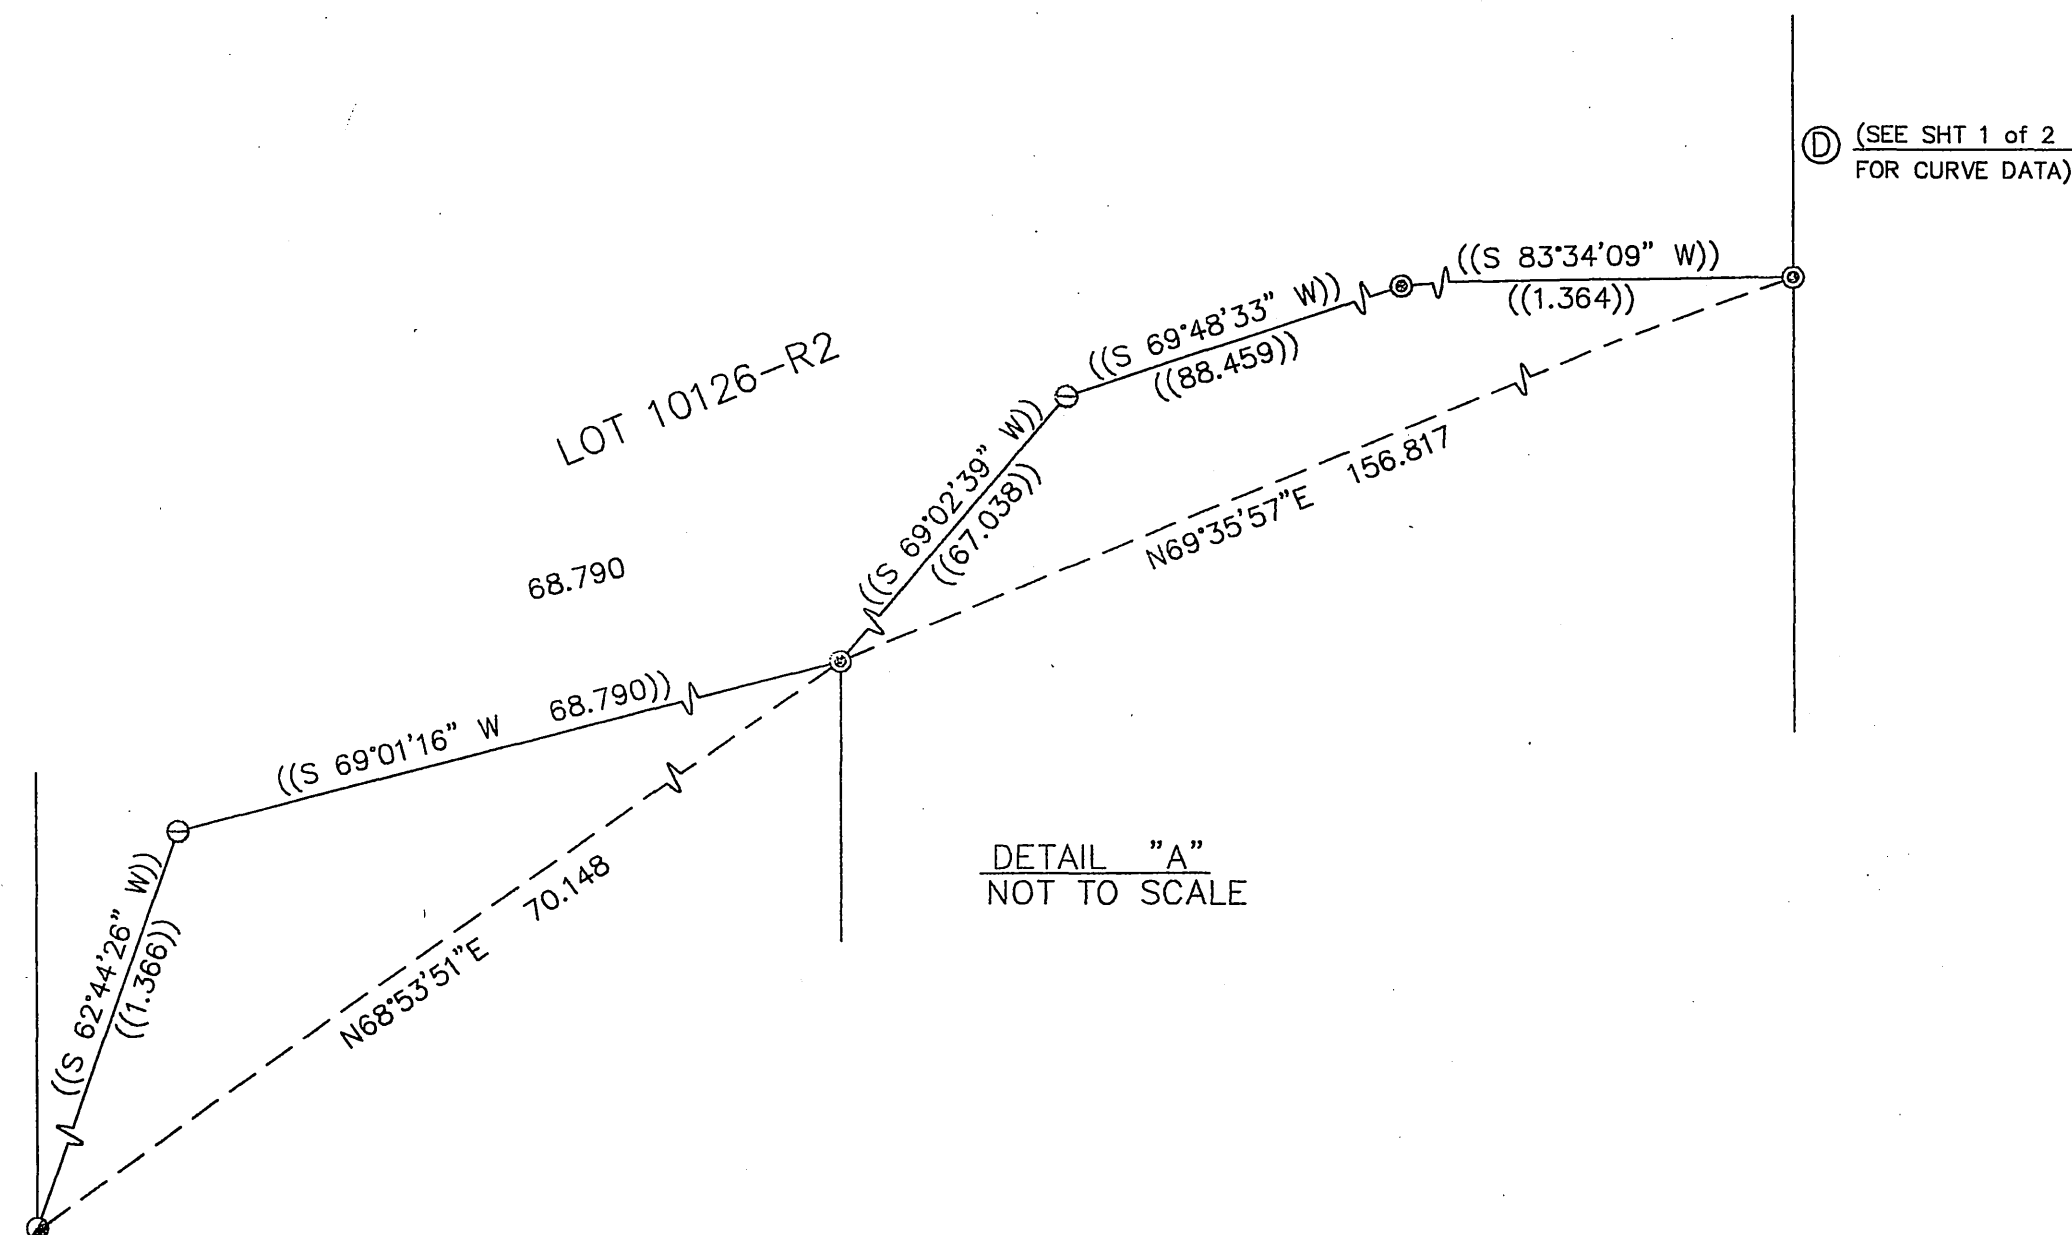 D
(SEE SHT 1 of 2
FOR CURVE DATA)
((S 83°34'09" W))
((1.364))
((S 69°48'33" W))
((88.459))
LOT 10126-R2
((S 69°02'39" W))
((67.038))
N69°35'57"E 156.817
68.790
((S 69°01'16" W 68.790))
((S 62°44'26" W))
((1.366))
N68°53'51"E 70.148
DETAIL "A"
NOT TO SCALE